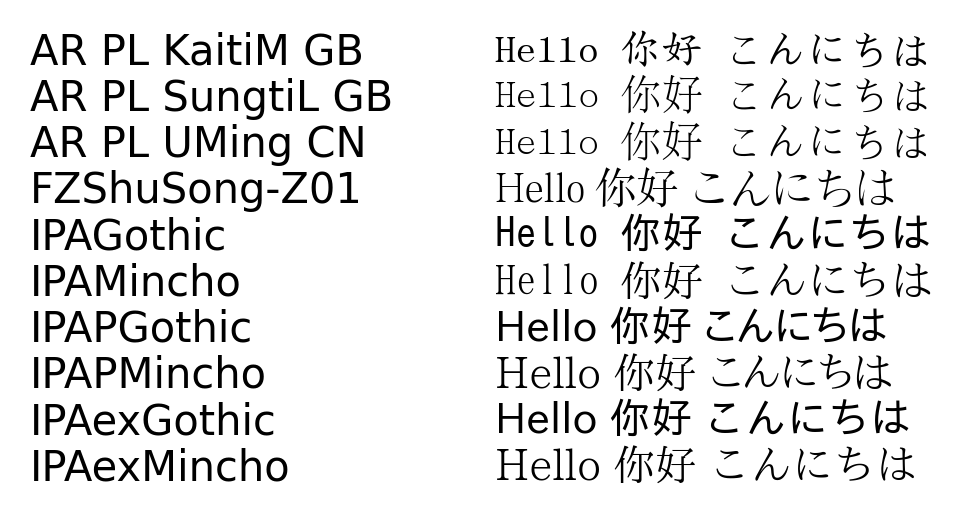 AR PL KaitiM GB Hello 你好 こんにちは
AR PL SungtiL GB Hello 你好 こんにちは
AR PL UMing CN Hello 你好 こんにちは
FZShuSong-Z01 Hello 你好 こんにちは
IPAGothic Hello 你好 こんにちは
IPAMincho Hello 你好 こんにちは
IPAPGothic Hello 你好 こんにちは
IPAPMincho Hello 你好 こんにちは
IPAexGothic Hello 你好 こんにちは
IPAexMincho Hello 你好 こんにちは